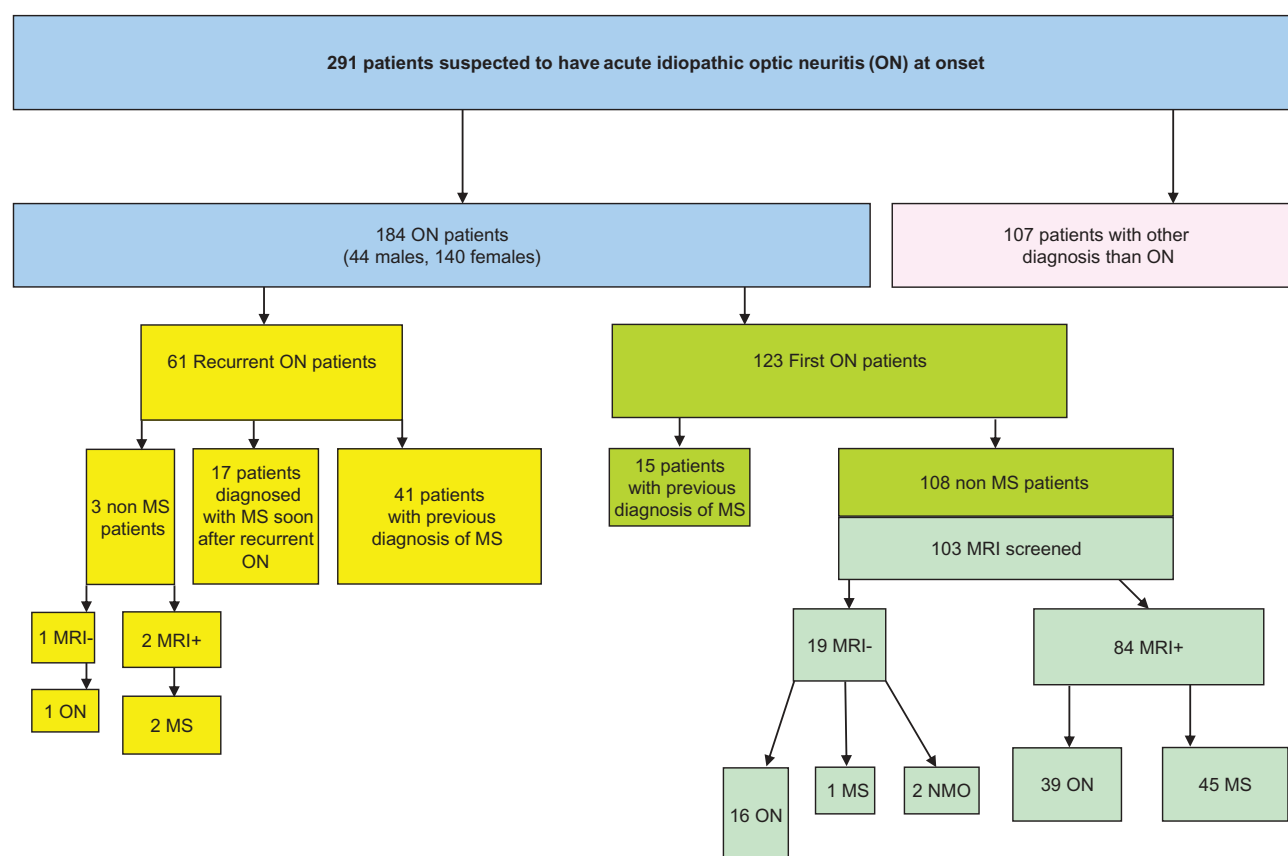 291 patients suspected to have acute idiopathic optic neuritis (ON) at onset
184 ON patients
(44 males, 140 females)
107 patients with other
diagnosis than ON
61 Recurrent ON patients
123 First ON patients
3 non MS
patients
17 patients
diagnosed
with MS soon
after recurrent
ON
41 patients
with previous
diagnosis of MS
15 patients
with previous
diagnosis of MS
108 non MS patients
103 MRI screened
1 MRI-
2 MRI+
19 MRI-
84 MRI+
1 ON
2 MS
16 ON
1 MS
2 NMO
39 ON
45 MS